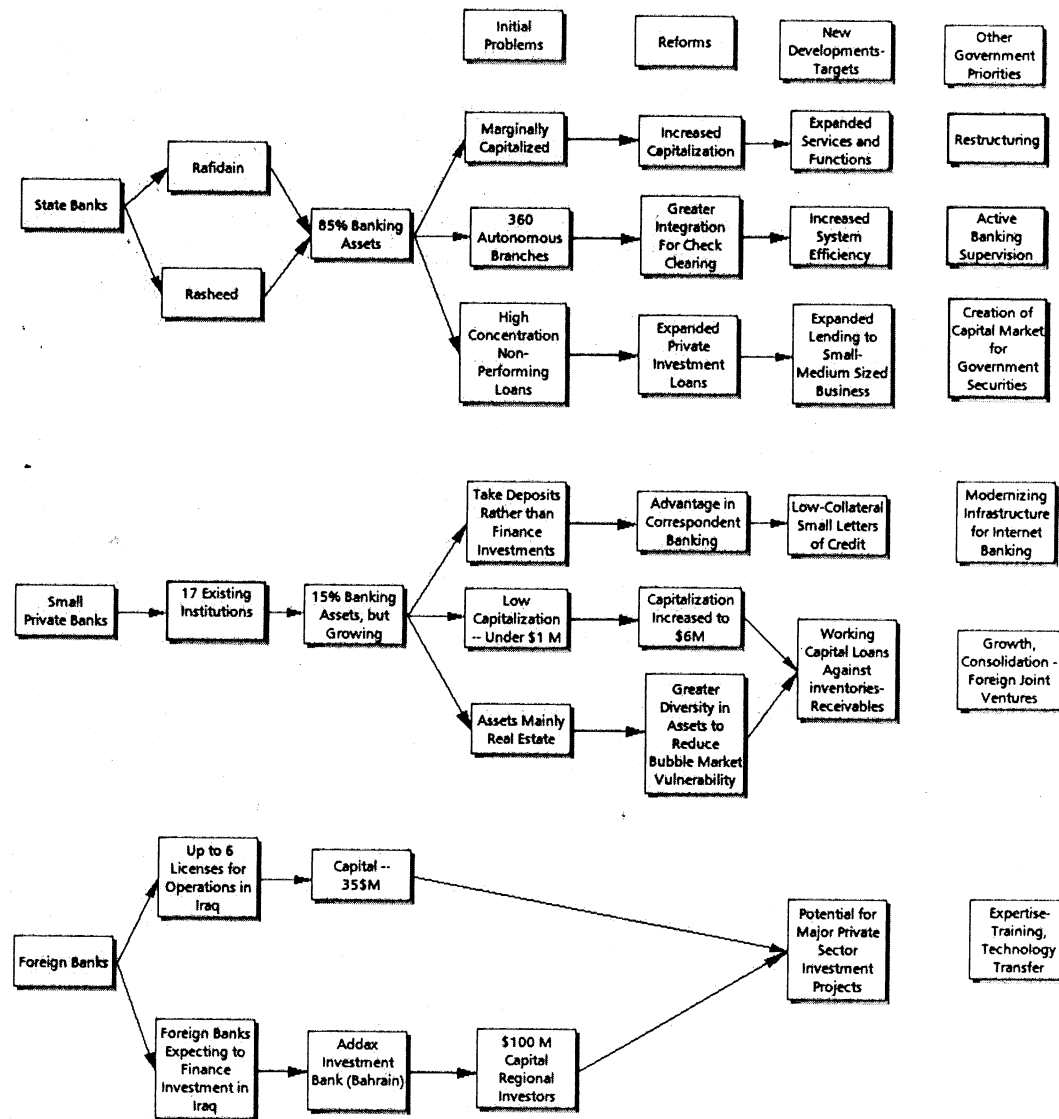 Initial
Problems
Reforms
New
Developments-
Targets
Other
Government
Priorities
State Banks
Rafidain
Rasheed
85% Banking
Assets
Marginally
Capitalized
Increased
Capitalization
Expanded
Services and
Functions
Restructuring
360
Autonomous
Branches
Greater
Integration
For Check
Clearing
Increased
System
Efficiency
Active
Banking
Supervision
High
Concentration
Non-
Performing
Loans
Expanded
Private
Investment
Loans
Expanded
Lending to
Small-
Medium Sized
Business
Creation of
Capital Market
for
Government
Securities
Small
Private Banks
17 Existing
Institutions
15% Banking
Assets, but
Growing
Take Deposits
Rather than
Finance
Investments
Advantage in
Correspondent
Banking
Low-Collateral
Small Letters
of Credit
Modernizing
Infrastructure
for Internet
Banking
Low
Capitalization
-- Under $1 M
Capitalization
Increased to
$6M
Working
Capital Loans
Against
inventories-
Receivables
Growth,
Consolidation -
Foreign Joint
Ventures
Assets Mainly
Real Estate
Greater
Diversity in
Assets to
Reduce
Bubble Market
Vulnerability
Foreign Banks
Up to 6
Licenses for
Operations in
Iraq
Capital --
35$M
Potential for
Major Private
Sector
Investment
Projects
Expertise-
Training,
Technology
Transfer
Foreign Banks
Expecting to
Finance
Investment in
Iraq
Addax
Investment
Bank (Bahrain)
$100 M
Capital
Regional
Investors